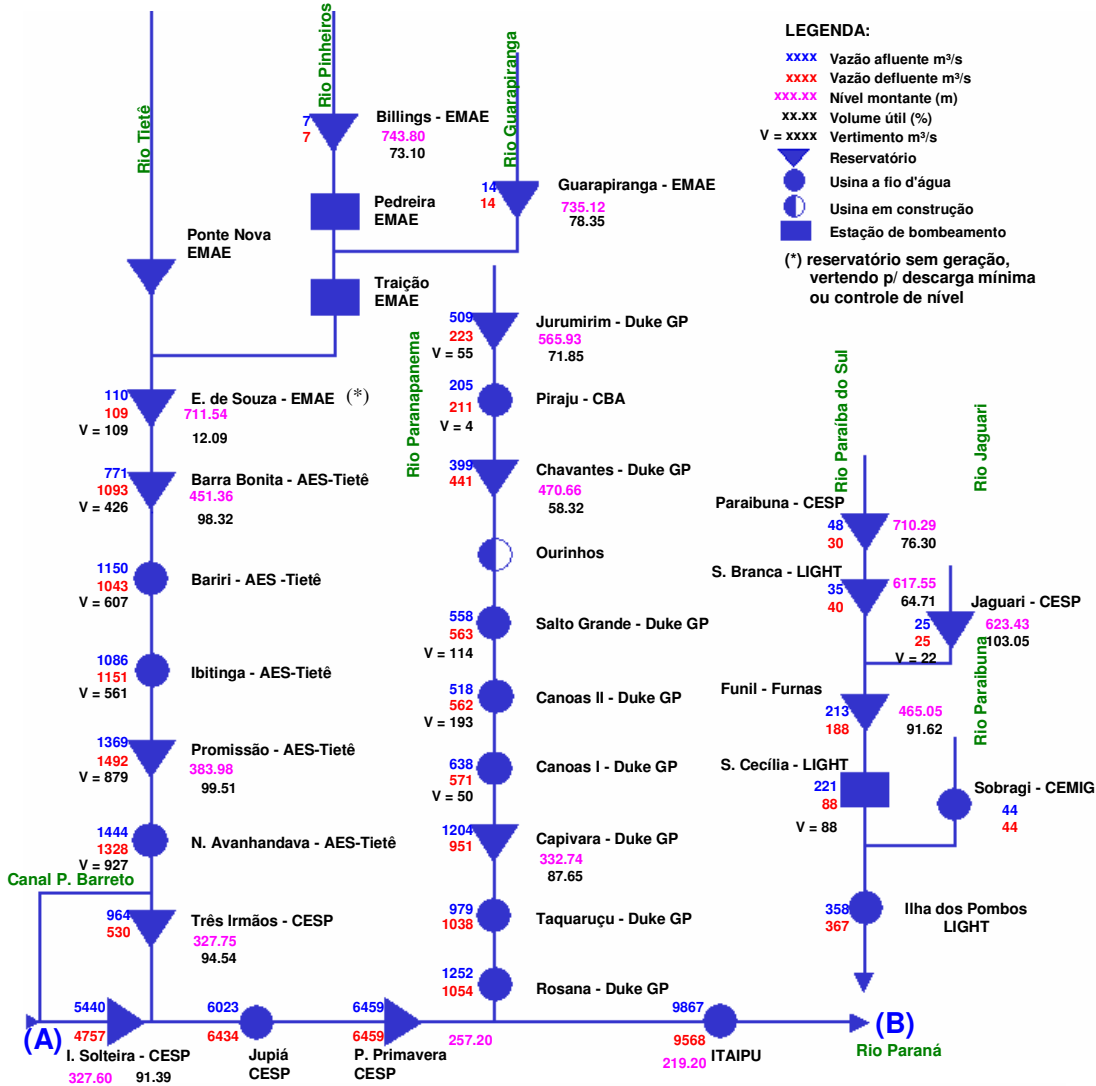 LEGENDA:
xxxx Vazão afluente m³/s
xxxx Vazão defluente m³/s
xxx.xx Nível montante (m)
xx.xx Volume útil (%)
V = xxxx Vertimento m³/s
Reservatório
Usina a fio d'água
Usina em construção
Estação de bombeamento
(*) reservatório sem geração,
vertendo p/ descarga mínima
ou controle de nível
Rio Tietê
Rio Pinheiros
Rio Guarapiranga
Billings - EMAE
7
7
743.80
73.10
Pedreira
EMAE
Guarapiranga - EMAE
14
14
735.12
78.35
Ponte Nova
EMAE
Traição
EMAE
E. de Souza - EMAE (*)
110
109
V = 109
711.54
12.09
Barra Bonita - AES-Tietê
771
1093
V = 426
451.36
98.32
Bariri - AES -Tietê
1150
1043
V = 607
Ibitinga - AES-Tietê
1086
1151
V = 561
Promissão - AES-Tietê
1369
1492
V = 879
383.98
99.51
N. Avanhandava - AES-Tietê
1444
1328
V = 927
Canal P. Barreto
Três Irmãos - CESP
964
530
327.75
94.54
Rio Paranapanema
Jurumirim - Duke GP
509
223
V = 55
565.93
71.85
Piraju - CBA
205
211
V = 4
Chavantes - Duke GP
399
441
470.66
58.32
Ourinhos
Salto Grande - Duke GP
558
563
V = 114
Canoas II - Duke GP
518
562
V = 193
Canoas I - Duke GP
638
571
V = 50
Capivara - Duke GP
1204
951
332.74
87.65
Taquaruçu - Duke GP
979
1038
Rosana - Duke GP
1252
1054
Rio Paraíba do Sul
Rio Jaguari
Paraibuna - CESP
48
30
710.29
76.30
S. Branca - LIGHT
35
40
617.55
64.71
Jaguari - CESP
25
25
V = 22
623.43
103.05
Rio Paraibuna
Funil - Furnas
213
188
465.05
91.62
S. Cecília - LIGHT
221
88
V = 88
Sobragi - CEMIG
44
44
Ilha dos Pombos
LIGHT
358
367
(A)
5440
4757
I. Solteira - CESP
327.60
91.39
6023
6434
Jupiá
CESP
6459
6459
P. Primavera
CESP
257.20
9867
9568
ITAIPU
219.20
(B)
Rio Paraná